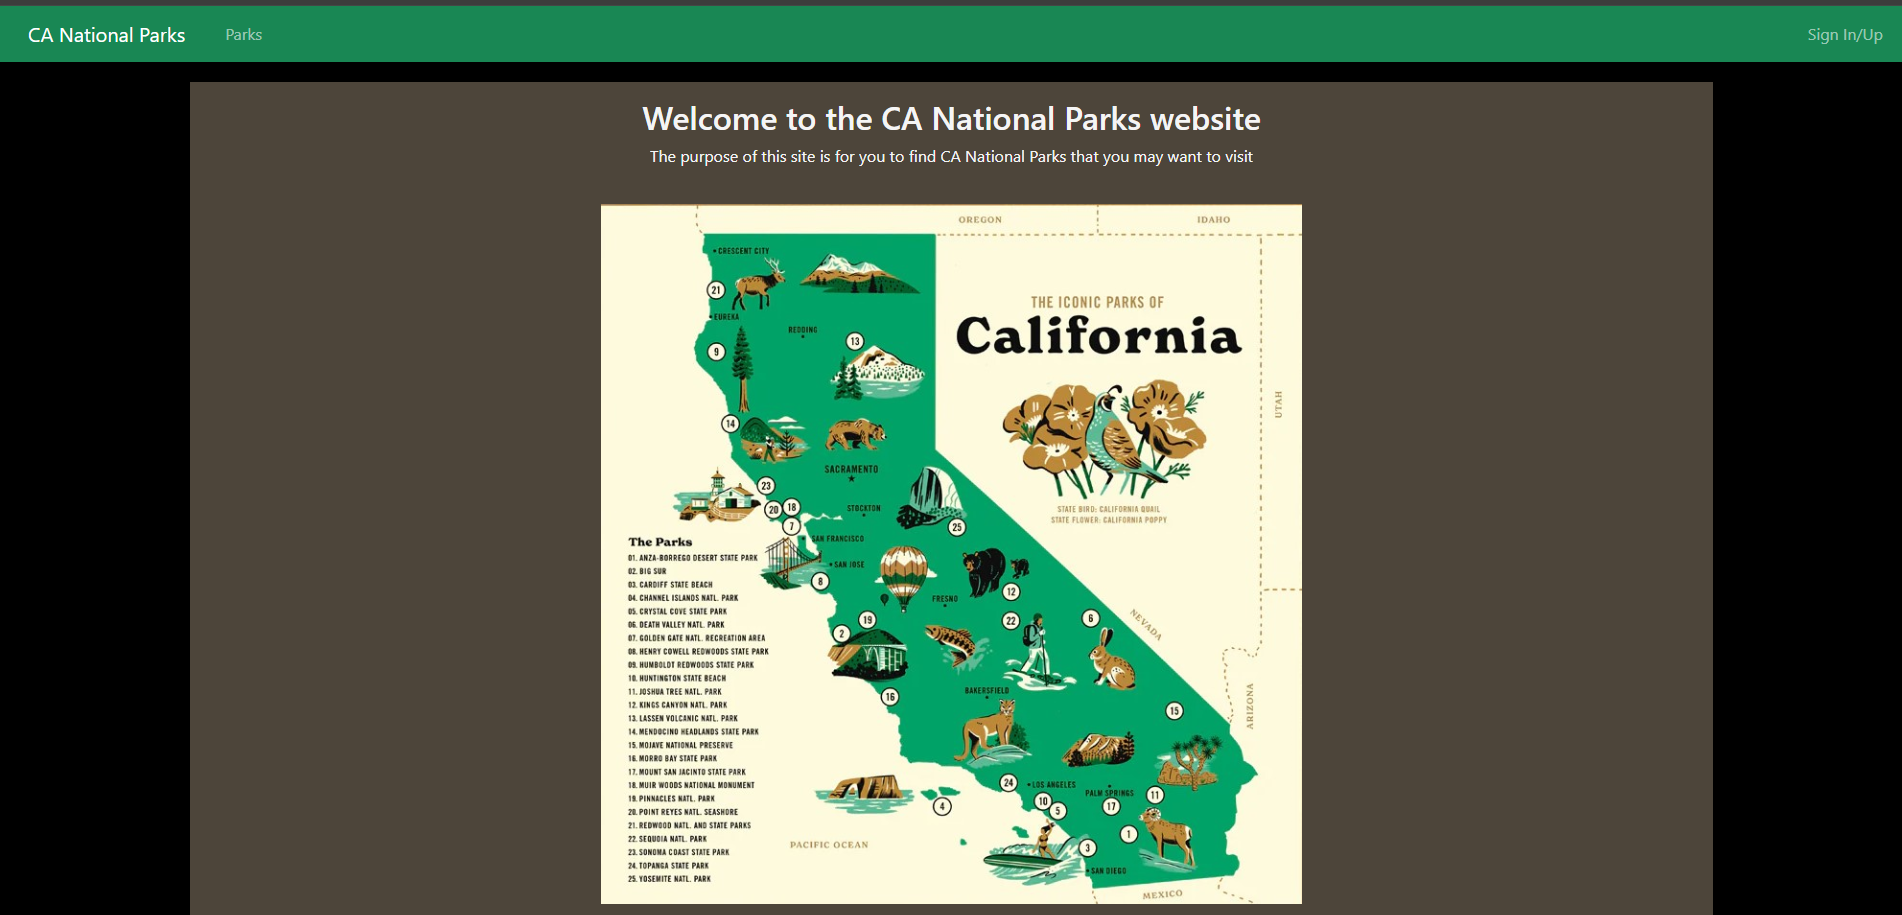 CA National Parks
Parks
Sign In/Up
Welcome to the CA National Parks website
The purpose of this site is for you to find CA National Parks that you may want to visit
OREGON
IDAHO
CRESCENT CITY
21
EUREKA
REDDING
13
9
THE ICONIC PARKS OF
California
UTAH
14
SACRAMENTO
23
20
18
STOCKTON
7
25
STATE BIRD: CALIFORNIA QUAIL
STATE FLOWER: CALIFORNIA POPPY
SAN FRANCISCO
SAN JOSE
8
FRESNO
12
19
2
22
6
NEVADA
BAKERSFIELD
16
15
ARIZONA
The Parks
01. ANZA-BORREGO DESERT STATE PARK
02. BIG SUR
03. CARDIFF STATE BEACH
04. CHANNEL ISLANDS NATL. PARK
05. CRYSTAL COVE STATE PARK
06. DEATH VALLEY NATL. PARK
07. GOLDEN GATE NATL. RECREATION AREA
08. HENRY COWELL REDWOODS STATE PARK
09. HUMBOLDT REDWOODS STATE PARK
10. HUNTINGTON STATE BEACH
11. JOSHUA TREE NATL. PARK
12. KINGS CANYON NATL. PARK
13. LASSEN VOLCANIC NATL. PARK
14. MENDOCINO HEADLANDS STATE PARK
15. MOJAVE NATIONAL PRESERVE
16. MORRO BAY STATE PARK
17. MOUNT SAN JACINTO STATE PARK
18. MUIR WOODS NATIONAL MONUMENT
19. PINNACLES NATL. PARK
20. POINT REYES NATL. SEASHORE
21. REDWOOD NATL. AND STATE PARKS
22. SEQUOIA NATL. PARK
23. SONOMA COAST STATE PARK
24. TOPANGA STATE PARK
25. YOSEMITE NATL. PARK
24
LOS ANGELES
PALM SPRINGS
11
4
10
5
17
1
3
PACIFIC OCEAN
SAN DIEGO
MEXICO